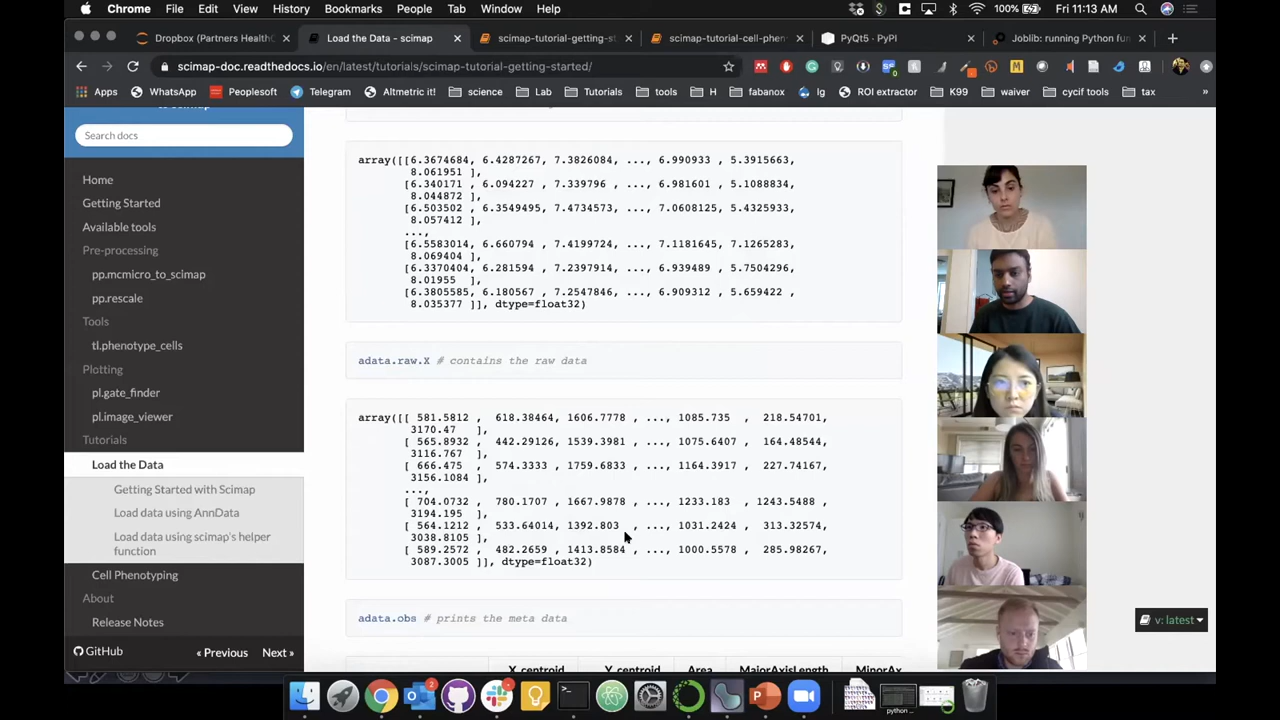 Chrome File Edit View History Bookmarks People Tab Window Help 100% Fri 11:13 AM
Dropbox (Partners HealthC Load the Data - scimap scimap-tutorial-getting-st scimap-tutorial-cell-phen PyQt5 · PyPI Joblib: running Python fun
scimap-doc.readthedocs.io/en/latest/tutorials/scimap-tutorial-getting-started/
Apps WhatsApp Peoplesoft Telegram Altmetric it! science Lab Tutorials tools H fabanox Ig ROI extractor K99 waiver cycif tools tax »
Search docs
Home
Getting Started
Available tools
Pre-processing
pp.mcmicro_to_scimap
pp.rescale
Tools
tl.phenotype_cells
Plotting
pl.gate_finder
pl.image_viewer
Tutorials
Load the Data
Getting Started with Scimap
Load data using AnnData
Load data using scimap's helper
function
Cell Phenotyping
About
Release Notes
GitHub « Previous Next »
array([[6.3674684, 6.4287267, 7.3826084, ..., 6.990933 , 5.3915663,
8.061951 ],
[6.340171 , 6.094227 , 7.339796 , ..., 6.981601 , 5.1088834,
8.044872 ],
[6.503502 , 6.3549495, 7.4734573, ..., 7.0608125, 5.4325933,
8.057412 ],
...,
[6.5583014, 6.660794 , 7.4199724, ..., 7.1181645, 7.1265283,
8.069404 ],
[6.3370404, 6.281594 , 7.2397914, ..., 6.939489 , 5.7504296,
8.01955 ],
[6.3805585, 6.180567 , 7.2547846, ..., 6.909312 , 5.659422 ,
8.035377 ]], dtype=float32)
adata.raw.X # contains the raw data
array([[ 581.5812 , 618.38464, 1606.7778 , ..., 1085.735 , 218.54701,
3170.47 ],
[ 565.8932 , 442.29126, 1539.3981 , ..., 1075.6407 , 164.48544,
3116.767 ],
[ 666.475 , 574.3333 , 1759.6833 , ..., 1164.3917 , 227.74167,
3156.1084 ],
...,
[ 704.0732 , 780.1707 , 1667.9878 , ..., 1233.183 , 1243.5488 ,
3194.195 ],
[ 564.1212 , 533.64014, 1392.803 , ..., 1031.2424 , 313.32574,
3038.8105 ],
[ 589.2572 , 482.2659 , 1413.8584 , ..., 1000.5578 , 285.98267,
3087.3005 ]], dtype=float32)
adata.obs # prints the meta data
X_centroid Y_centroid Area MajorAxisLength MinorAx
v: latest
2
python ...